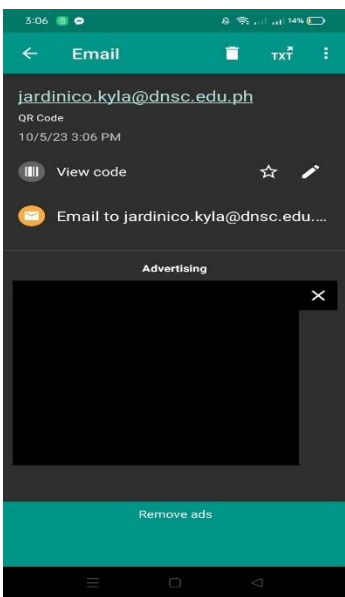 3:06 14%
Email TXT
jardinico.kyla@dnsc.edu.ph
QR Code
10/5/23 3:06 PM
View code
Email to jardinico.kyla@dnsc.edu....
Advertising
Remove ads